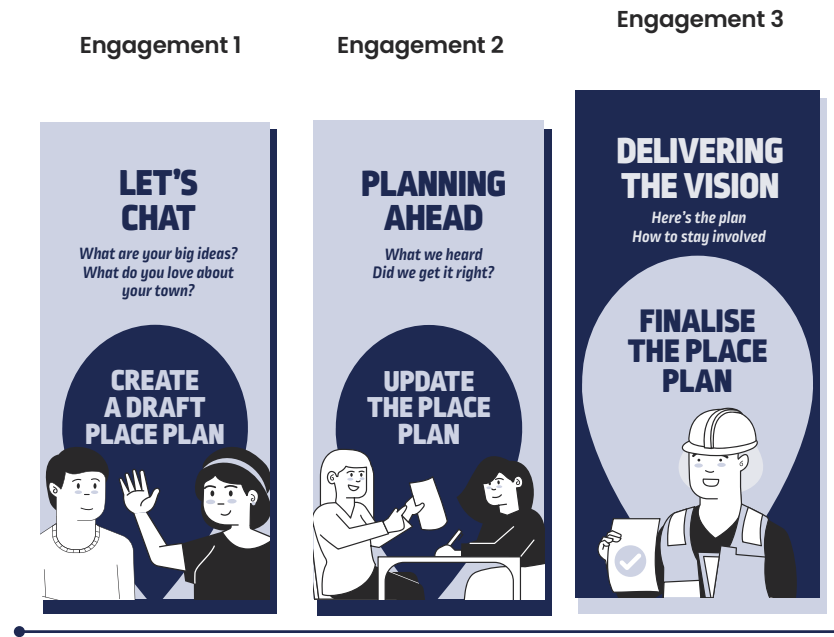 Engagement 1
LET'S
CHAT
What are your big ideas?
What do you love about
your town?
CREATE
A DRAFT
PLACE PLAN
Engagement 2
PLANNING
AHEAD
What we heard
Did we get it right?
UPDATE
THE PLACE
PLAN
Engagement 3
DELIVERING
THE VISION
Here's the plan
How to stay involved
FINALISE
THE PLACE
PLAN